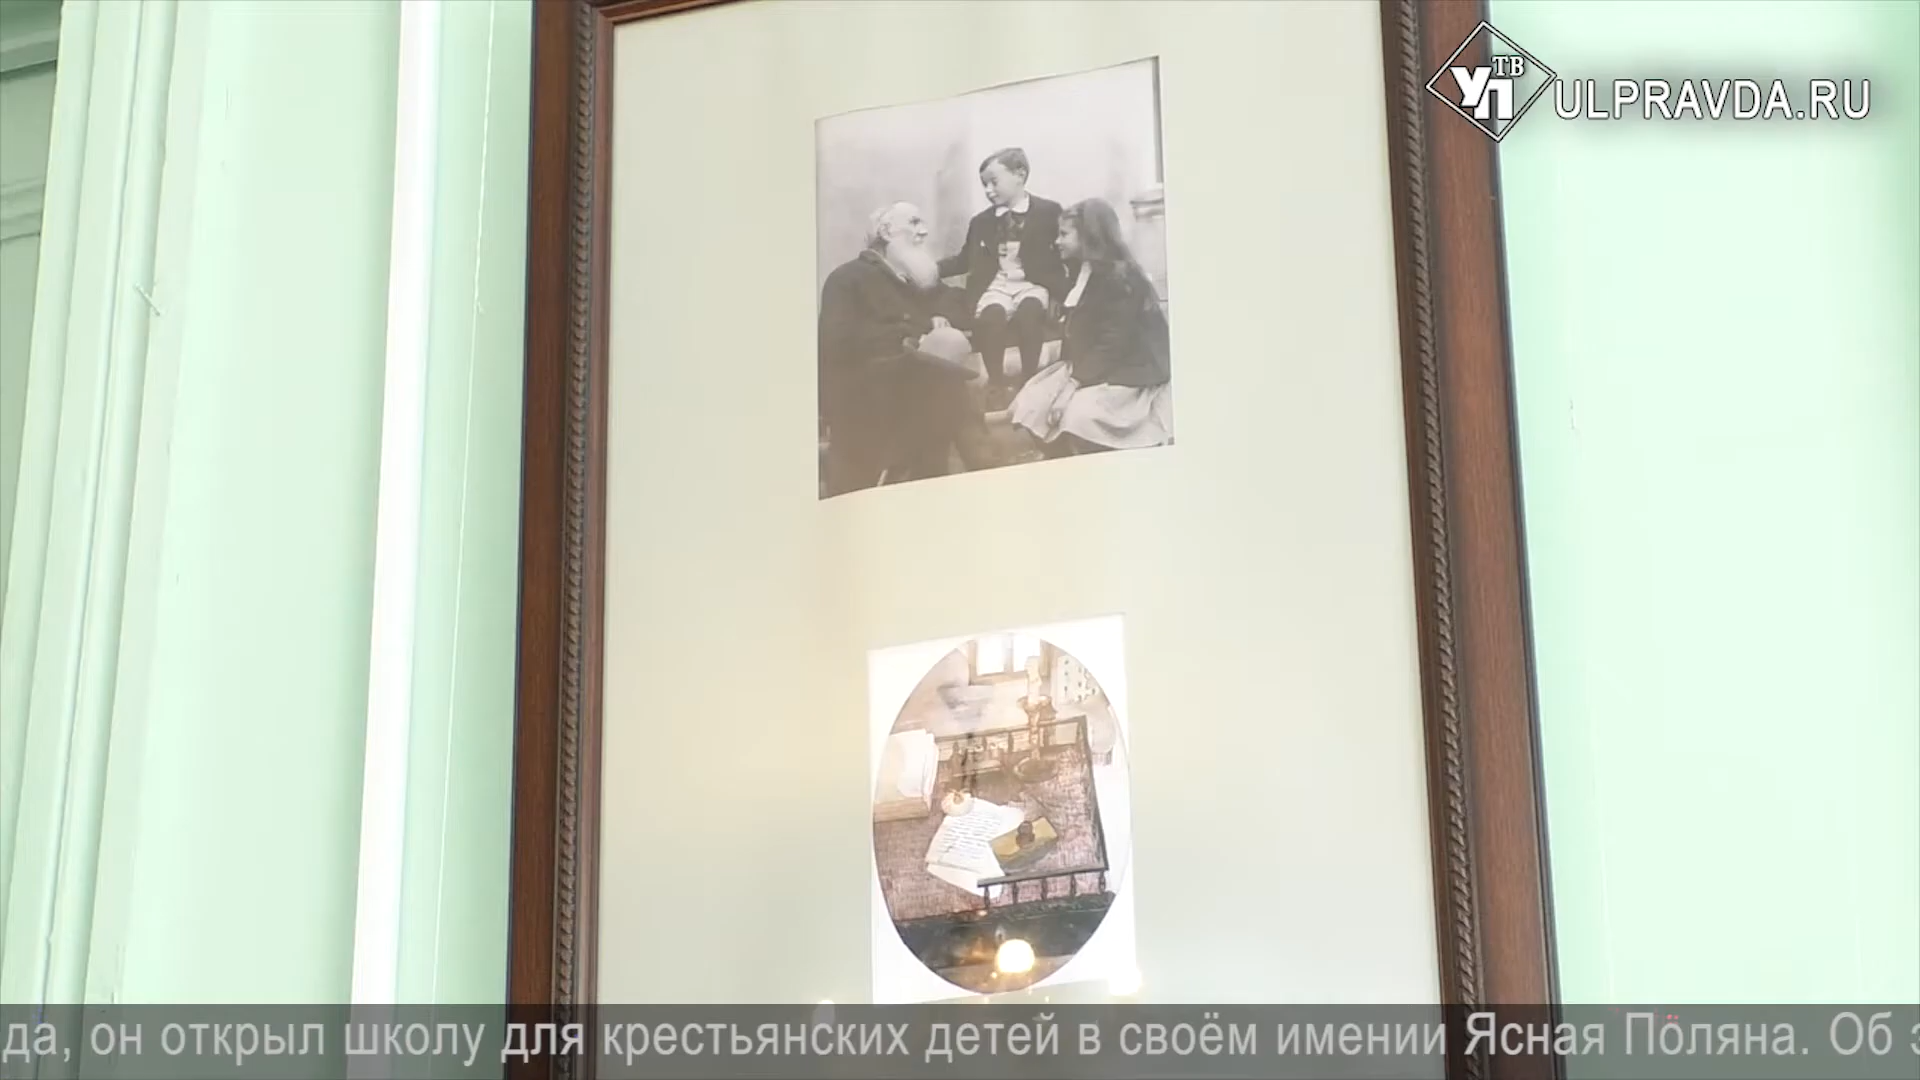 УП ТВ
ULPRAVDA.RU
да, он открыл школу для крестьянских детей в своём имении Ясная Поляна. Об